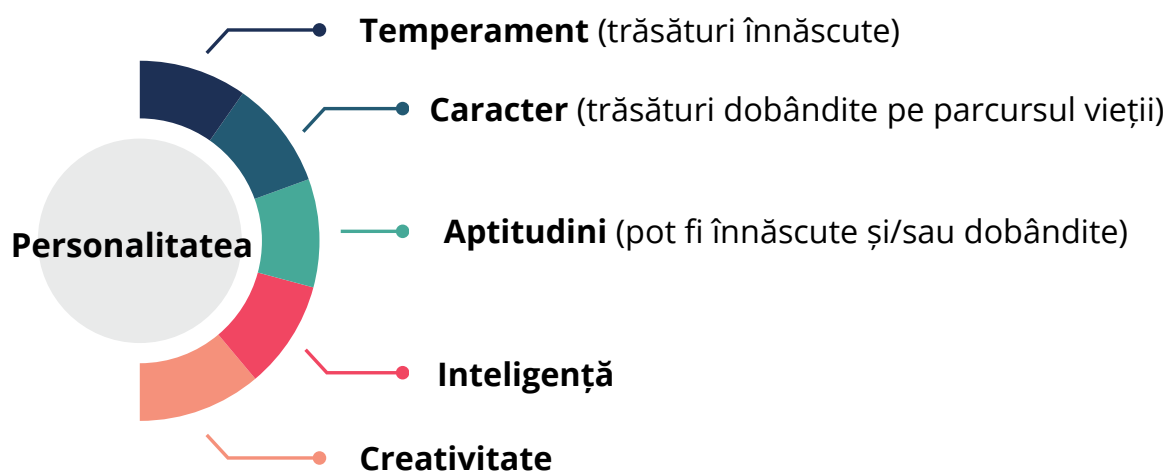 Temperament (trăsături înnăscute)
Caracter (trăsături dobândite pe parcursul vieții)
Personalitatea
Aptitudini (pot fi înnăscute și/sau dobândite)
Inteligență
Creativitate